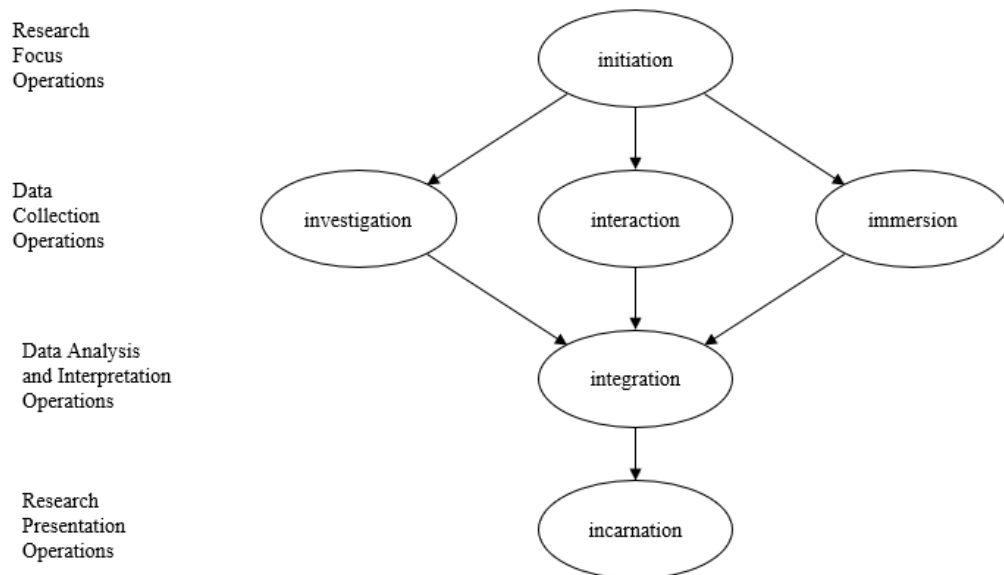 Research
Focus
Operations
initiation
Data
Collection
Operations
investigation
interaction
immersion
Data Analysis
and Interpretation
Operations
integration
Research
Presentation
Operations
incarnation